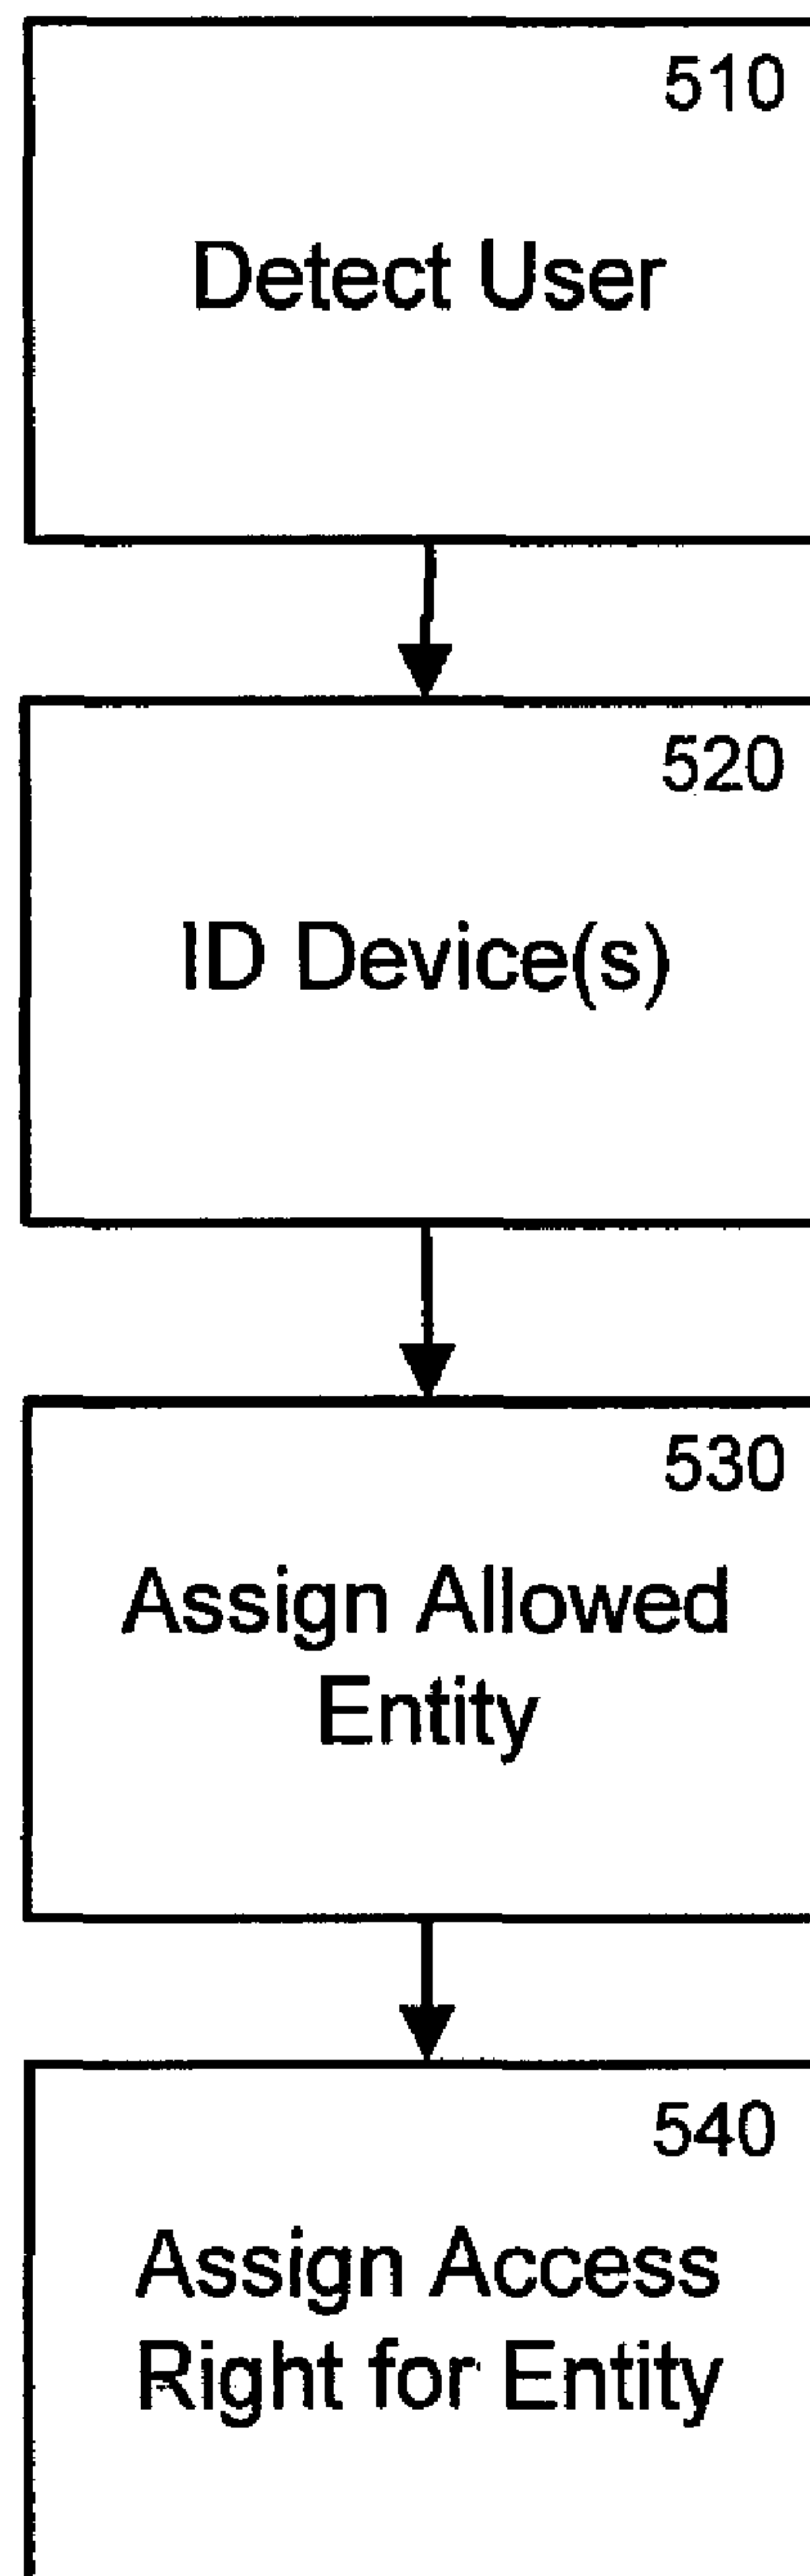 510
Detect User
520
ID Device(s)
530
Assign Allowed
Entity
540
Assign Access
Right for Entity